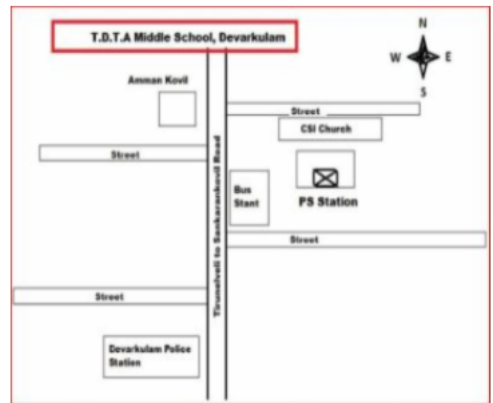 T.D.T.A Middle School, Devarkulam
N
W
E
S
Amman Kovil
Street
CSI Church
Street
Bus
Stant
PS Station
Tirunelveli to Sankarankovil Road
Street
Street
Devarkulam Police
Station